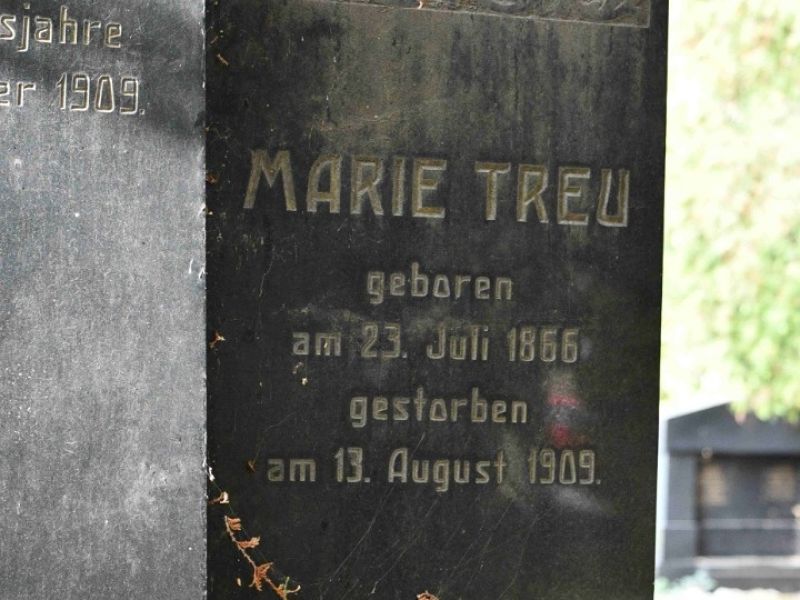 sjahre
er 1909.
MARIE TREU
geboren
am 23. Juli 1866
gestorben
am 13. August 1909.